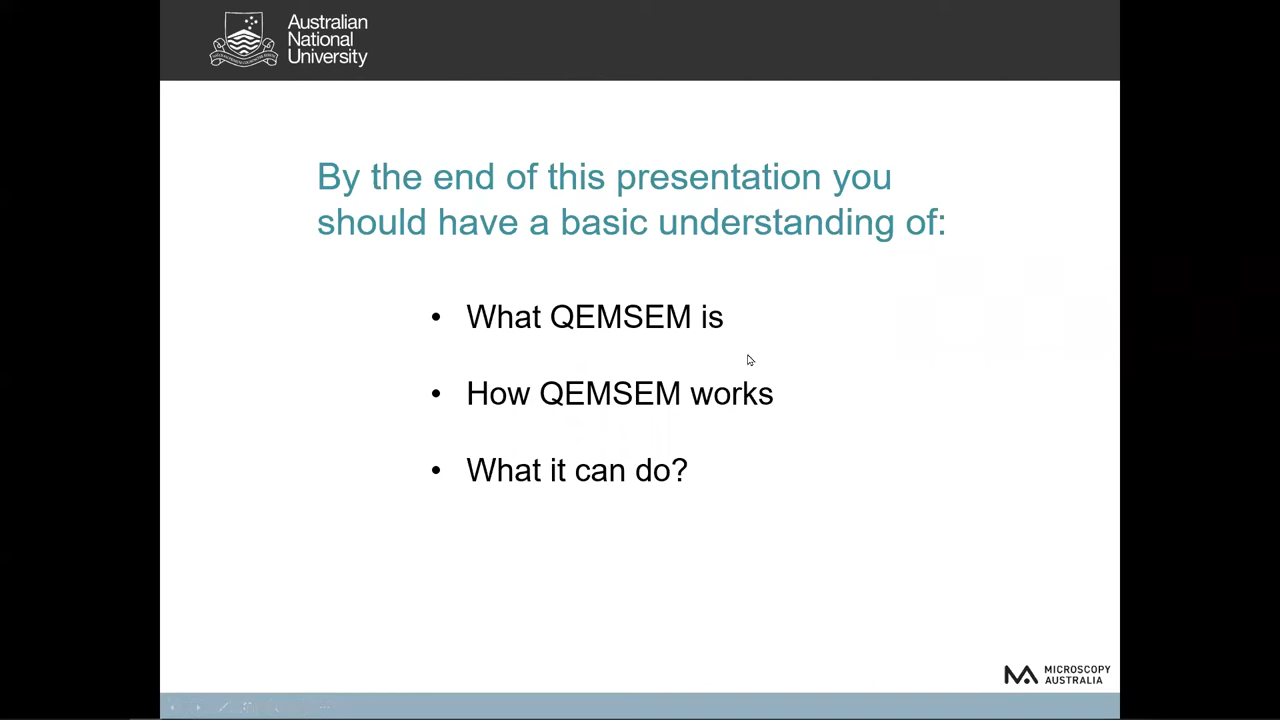 Australian
National
University
By the end of this presentation you
should have a basic understanding of:
• What QEMSEM is
• How QEMSEM works
• What it can do?
MICROSCOPY
AUSTRALIA